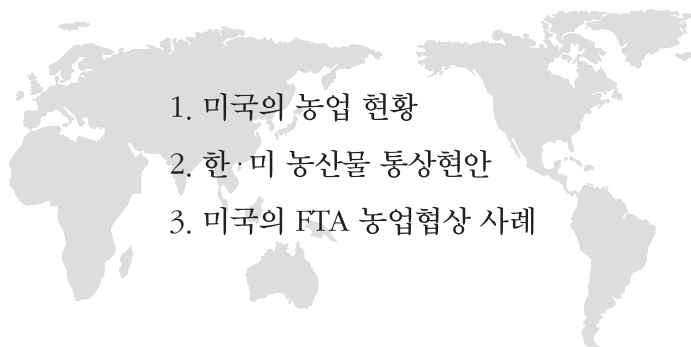 1. 미국의 농업 현황
2. 한·미 농산물 통상현안
3. 미국의 FTA 농업협상 사례